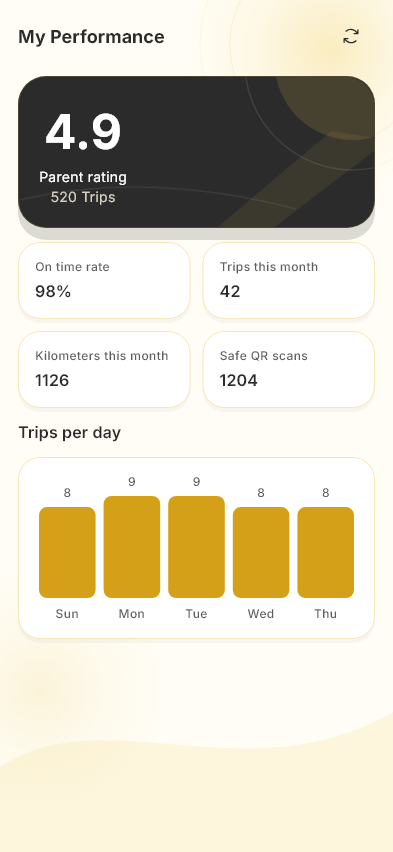 My Performance
4.9
Parent rating
520 Trips
On time rate
98%
Trips this month
42
Kilometers this month
1126
Safe QR scans
1204
Trips per day
8
9
9
8
8
Sun
Mon
Tue
Wed
Thu